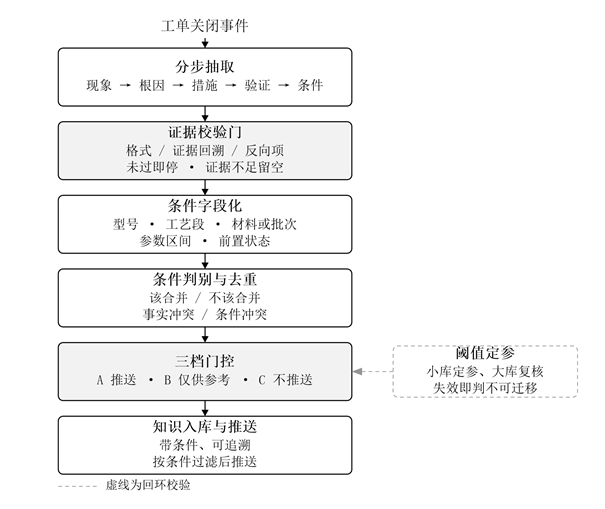 工单关闭事件
分步抽取
现象 → 根因 → 措施 → 验证 → 条件
证据校验门
格式 / 证据回溯 / 反向项
未过即停 • 证据不足留空
条件字段化
型号 • 工艺段 • 材料或批次
参数区间 • 前置状态
条件判别与去重
该合并 / 不该合并
事实冲突 / 条件冲突
三档门控
A 推送 • B 仅供参考 • C 不推送
阈值定参
小库定参、大库复核
失效即判不可迁移
知识入库与推送
带条件、可追溯
按条件过滤后推送
虚线为回环校验